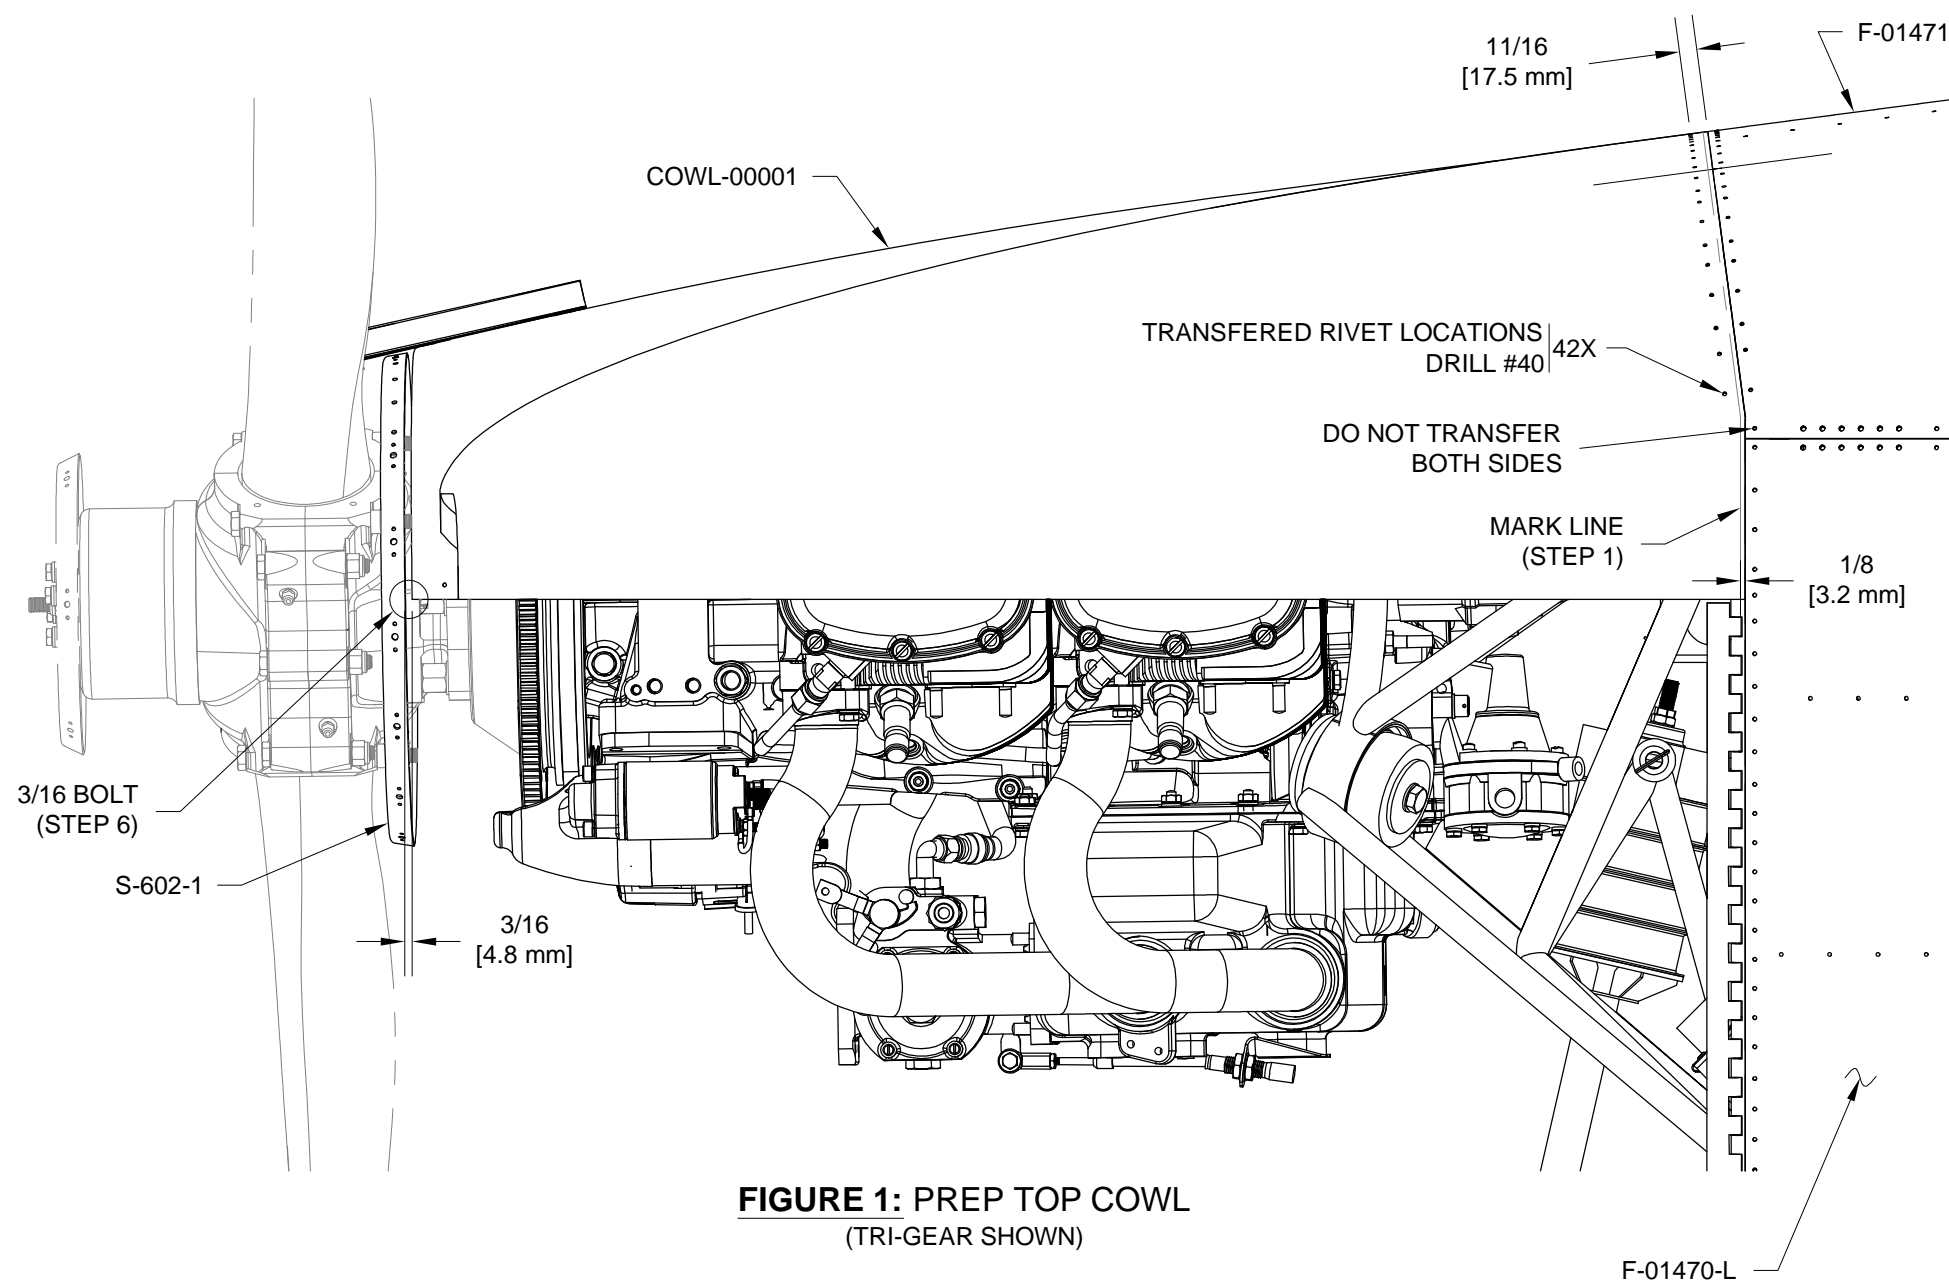 11/16
[17.5 mm]
F-01471
COWL-00001
TRANSFERED RIVET LOCATIONS
DRILL #40
42X
DO NOT TRANSFER
BOTH SIDES
MARK LINE
(STEP 1)
1/8
[3.2 mm]
3/16 BOLT
(STEP 6)
S-602-1
3/16
[4.8 mm]
FIGURE 1: PREP TOP COWL
(TRI-GEAR SHOWN)
F-01470-L